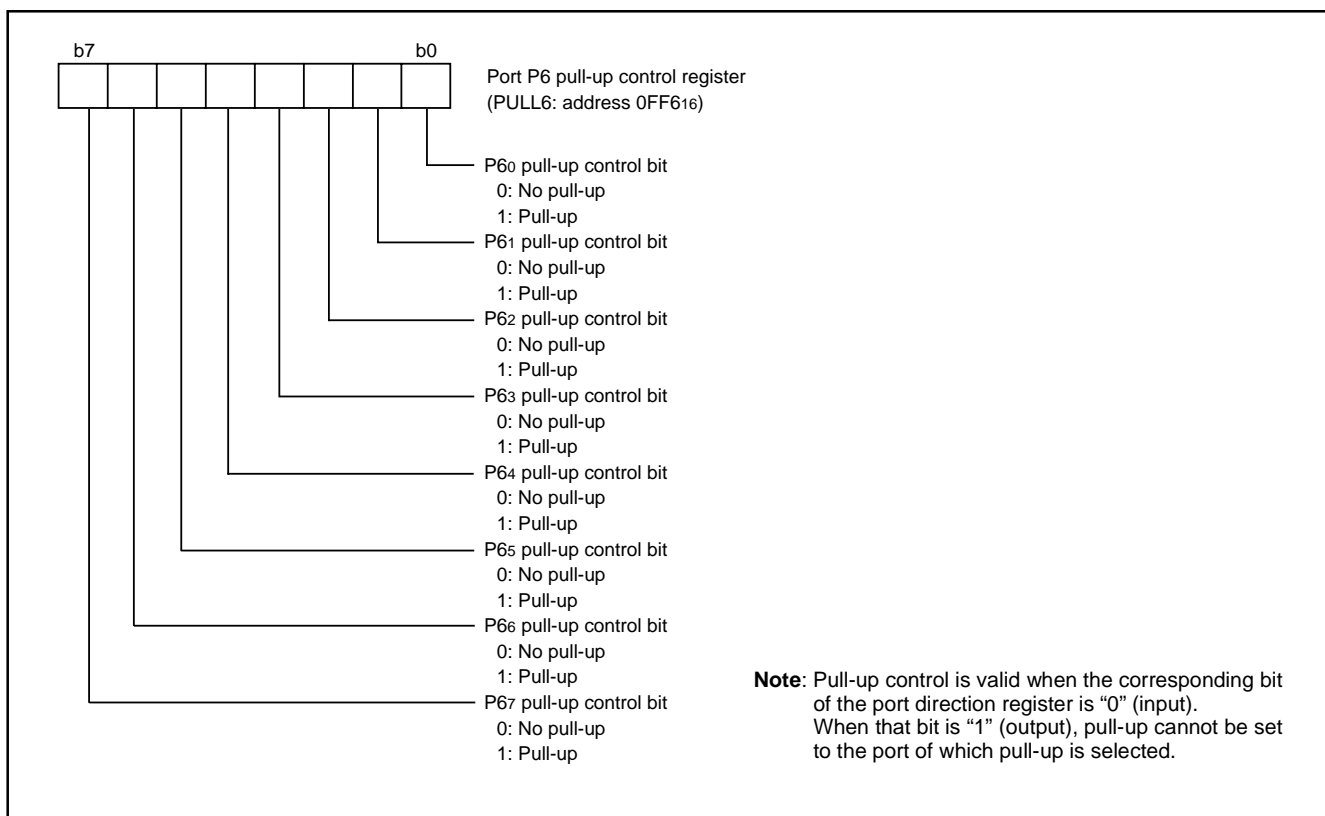 b7 b0
Port P6 pull-up control register
(PULL6: address 0FF616)
P60 pull-up control bit
0: No pull-up
1: Pull-up
P61 pull-up control bit
0: No pull-up
1: Pull-up
P62 pull-up control bit
0: No pull-up
1: Pull-up
P63 pull-up control bit
0: No pull-up
1: Pull-up
P64 pull-up control bit
0: No pull-up
1: Pull-up
P65 pull-up control bit
0: No pull-up
1: Pull-up
P66 pull-up control bit
0: No pull-up
1: Pull-up
P67 pull-up control bit
0: No pull-up
1: Pull-up
Note: Pull-up control is valid when the corresponding bit
of the port direction register is “0” (input).
When that bit is “1” (output), pull-up cannot be set
to the port of which pull-up is selected.